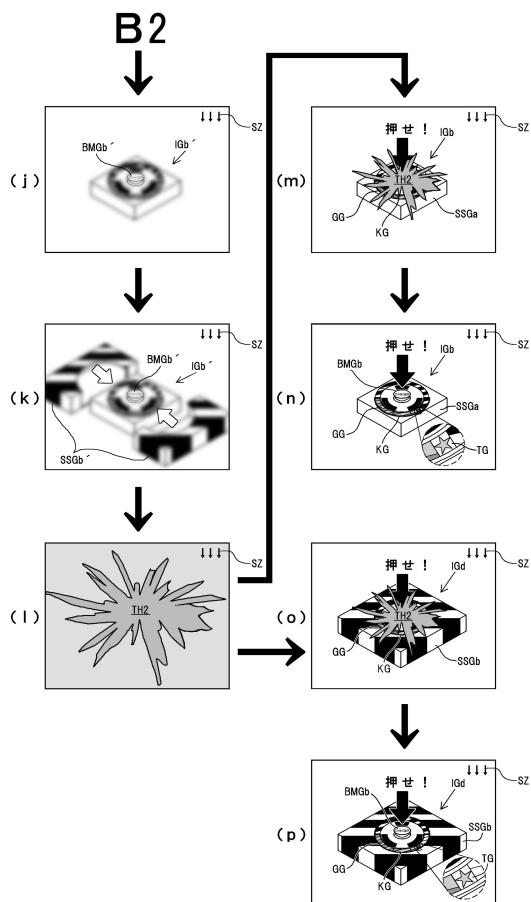 B2
(j)
BMGb´
IGb´
↓↓↓
SZ
(k)
BMGb´
IGb´
SSGb´
↓↓↓
SZ
(l)
TH2
↓↓↓
SZ
(m)
押せ！
TH2
IGb
GG
KG
SSGa
↓↓↓
SZ
(n)
押せ！
BMGb
IGb
SSGa
GG
KG
TG
↓↓↓
SZ
(o)
押せ！
TH2
IGd
GG
KG
SSGb
↓↓↓
SZ
(p)
押せ！
BMGb
IGd
SSGb
GG
KG
TG
↓↓↓
SZ